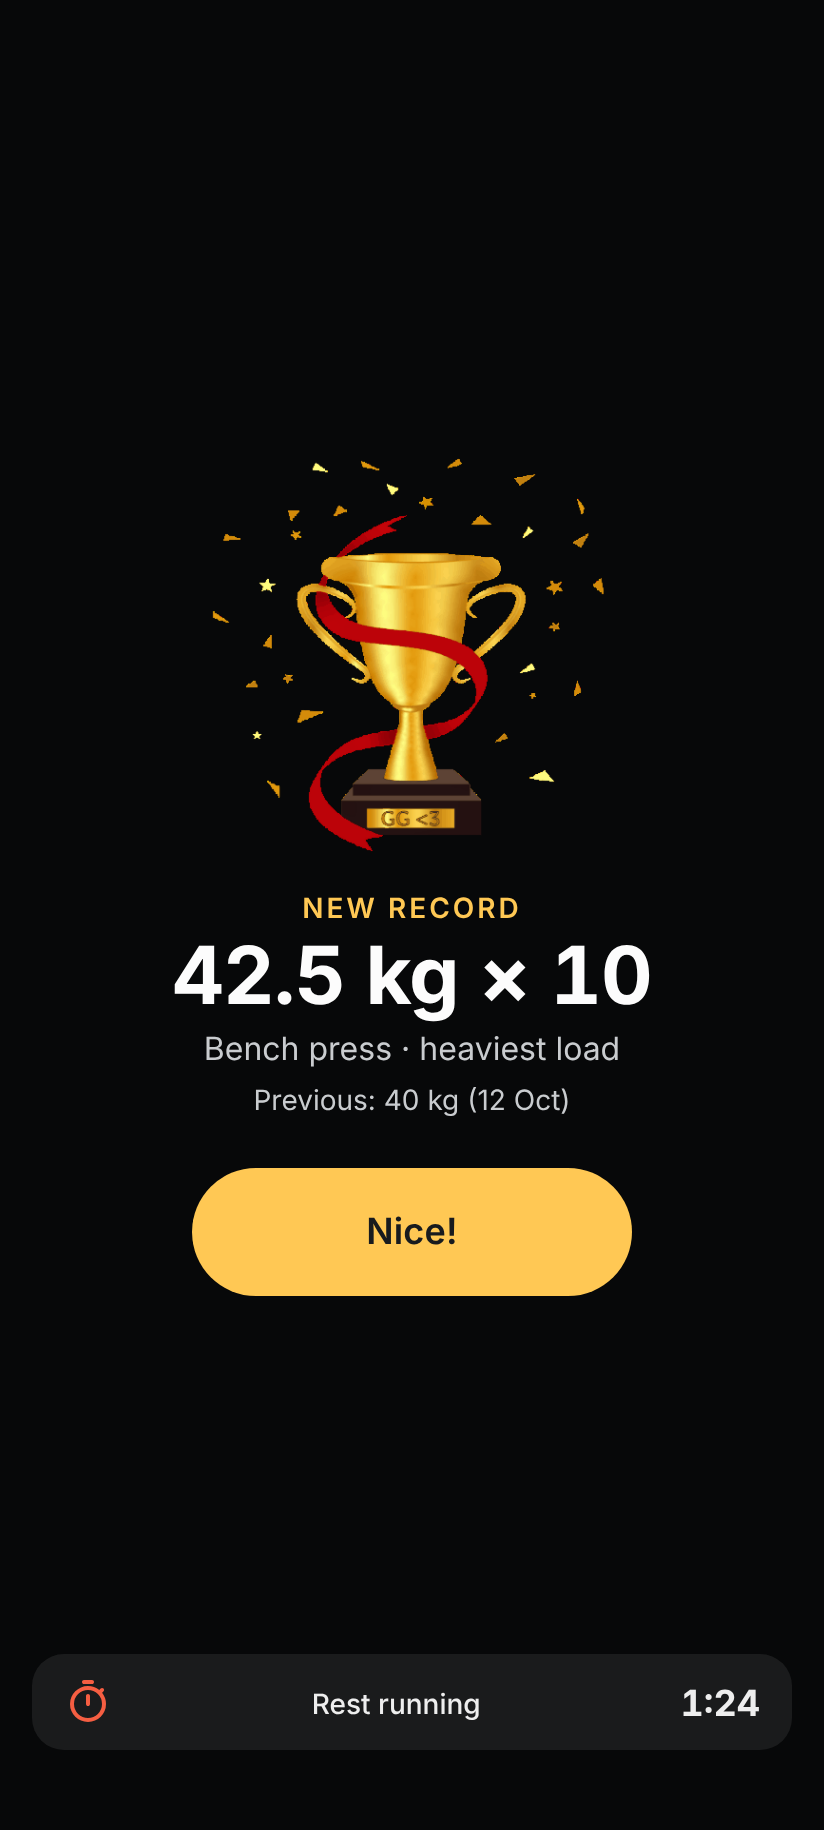 GG <3
NEW RECORD
42.5 kg × 10
Bench press · heaviest load
Previous: 40 kg (12 Oct)
Nice!
Rest running
1:24